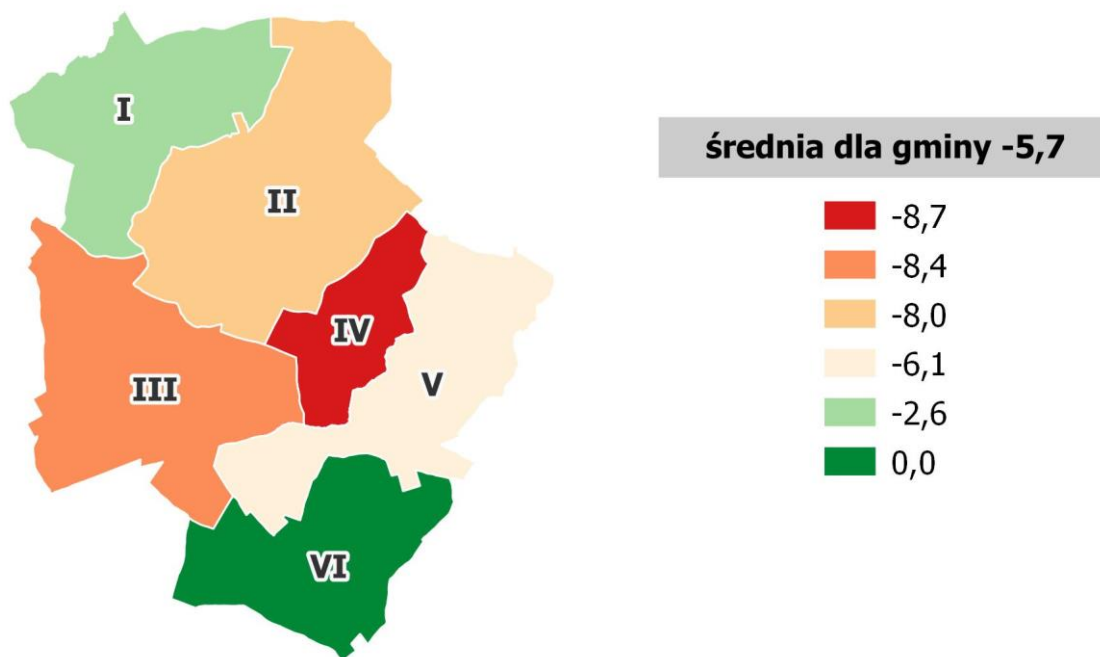 I
II
III
IV
V
VI
średnia dla gminy -5,7
-8,7
-8,4
-8,0
-6,1
-2,6
0,0